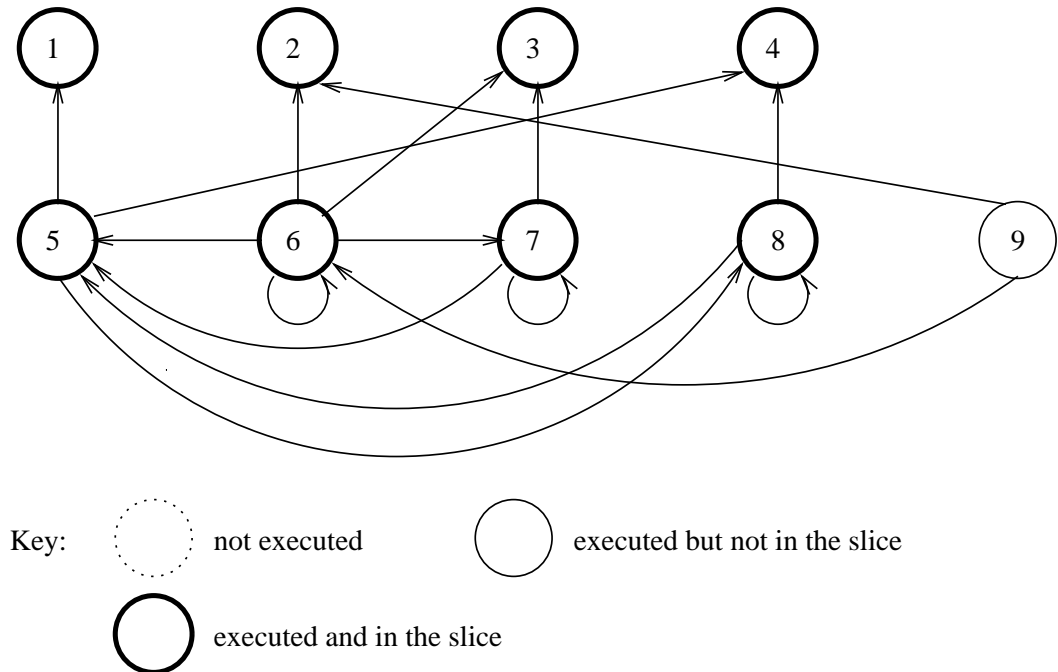 1 2 3 4
5 6 7 8 9
Key: not executed executed but not in the slice
executed and in the slice